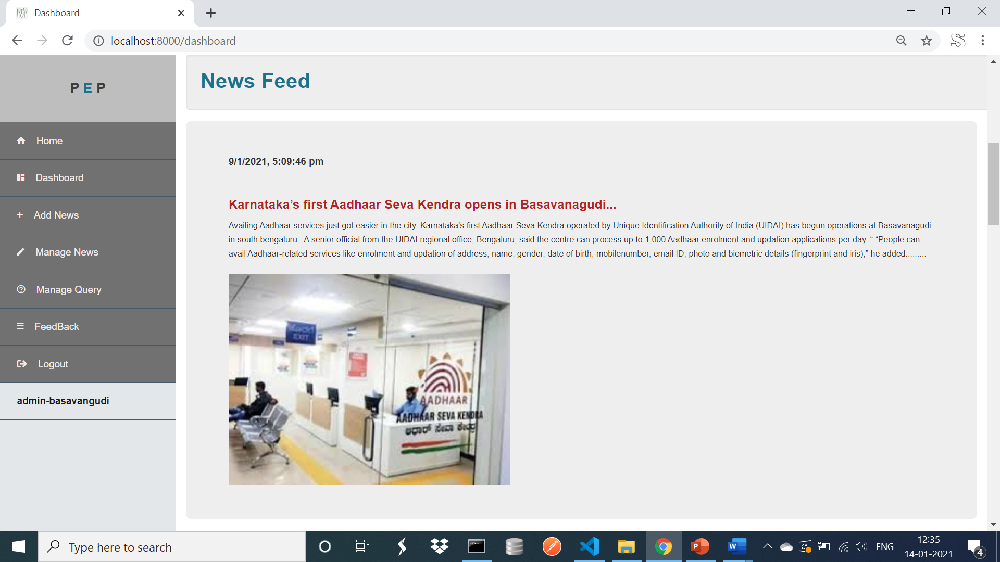 PEP Dashboard
localhost:8000/dashboard
P E P
Home
Dashboard
Add News
Manage News
Manage Query
FeedBack
Logout
admin-basavangudi
News Feed
9/1/2021, 5:09:46 pm
Karnataka’s first Aadhaar Seva Kendra opens in Basavanagudi...
Availing Aadhaar services just got easier in the city. Karnataka’s first Aadhaar Seva Kendra.operated by Unique Identification Authority of India (UIDAI) has begun operations at Basavanagudi
in south bengaluru.. A senior official from the UIDAI regional office, Bengaluru, said the centre can process up to 1,000 Aadhaar enrolment and updation applications per day. “ “People can
avail Aadhaar-related services like enrolment and updation of address, name, gender, date of birth, mobilenumber, email ID, photo and biometric details (fingerprint and iris),” he added.........
EXIT
AADHAAR
AADHAAR SEVA KENDRA
ಆಧಾರ್ ಸೇವಾ ಕೇಂದ್ರ
Type here to search
ENG
12:35
14-01-2021
4